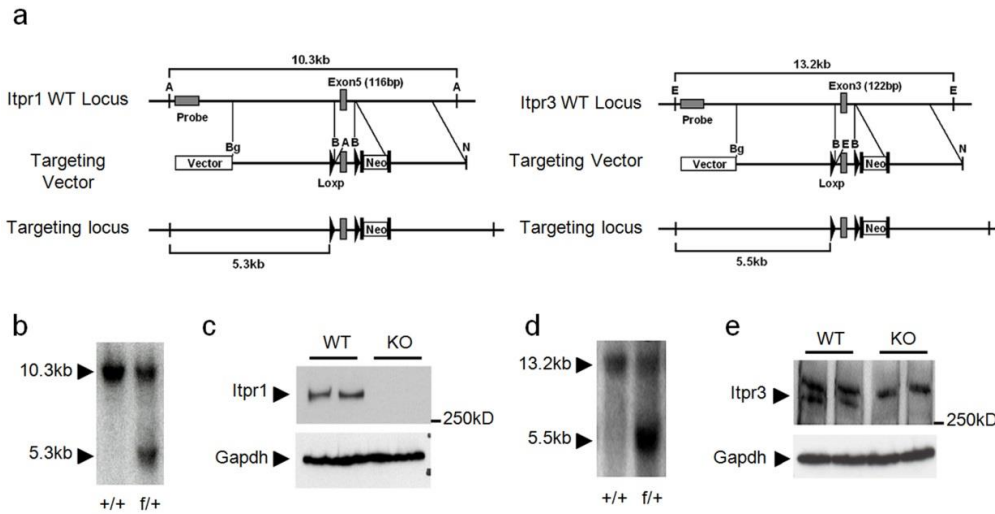 a
10.3kb
Itpr1 WT Locus
A
Exon5 (116bp)
A
Probe
Targeting Vector
Vector
Bg
B
A
B
Neo
N
Loxp
Targeting locus
Neo
5.3kb
13.2kb
Itpr3 WT Locus
E
Exon3 (122bp)
E
Probe
Targeting Vector
Vector
Bg
B
E
B
Neo
N
Loxp
Targeting locus
Neo
5.5kb
b
10.3kb
5.3kb
+/+ f/+
c
WT KO
Itpr1
250kD
Gapdh
d
13.2kb
5.5kb
+/+ f/+
e
WT KO
Itpr3
250kD
Gapdh